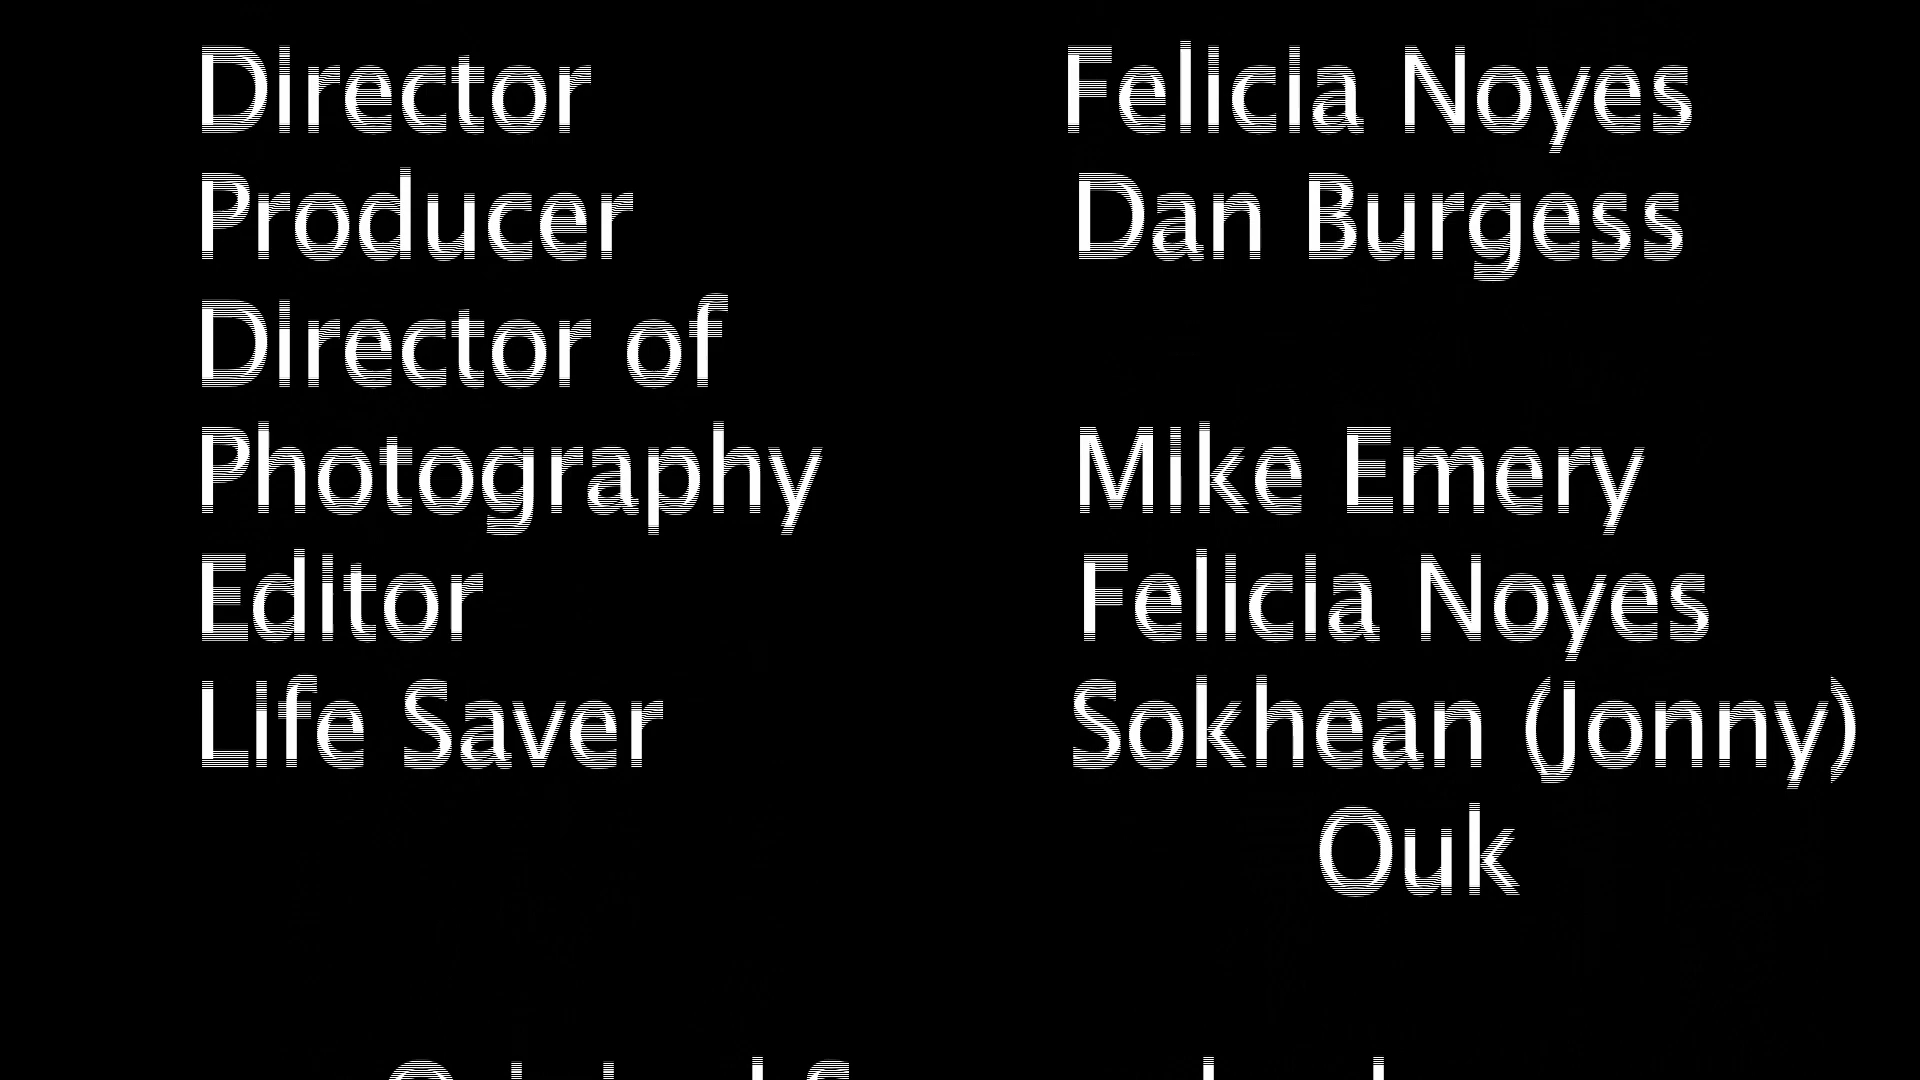 Director Felicia Noyes
Producer Dan Burgess
Director of
Photography Mike Emery
Editor Felicia Noyes
Life Saver Sokhean (Jonny)
Ouk